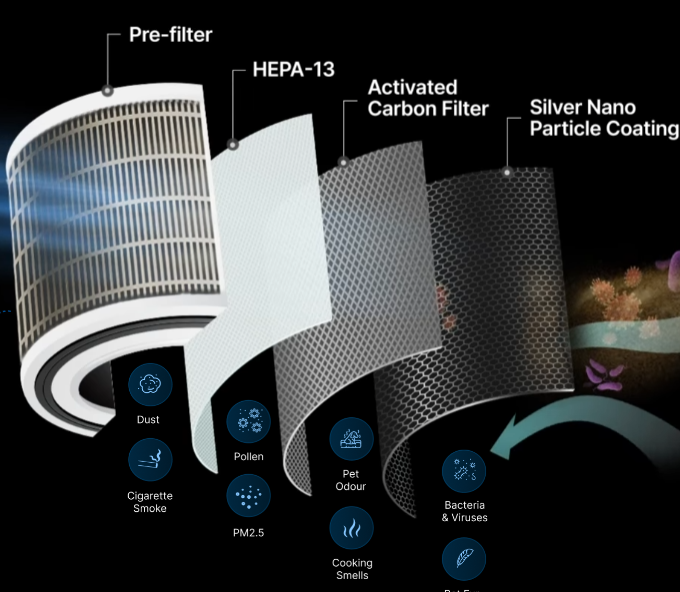 Pre-filter
HEPA-13
Activated
Carbon Filter
Silver Nano
Particle Coating
Dust
Cigarette
Smoke
Pollen
PM2.5
Pet
Odour
Cooking
Smells
Bacteria
& Viruses